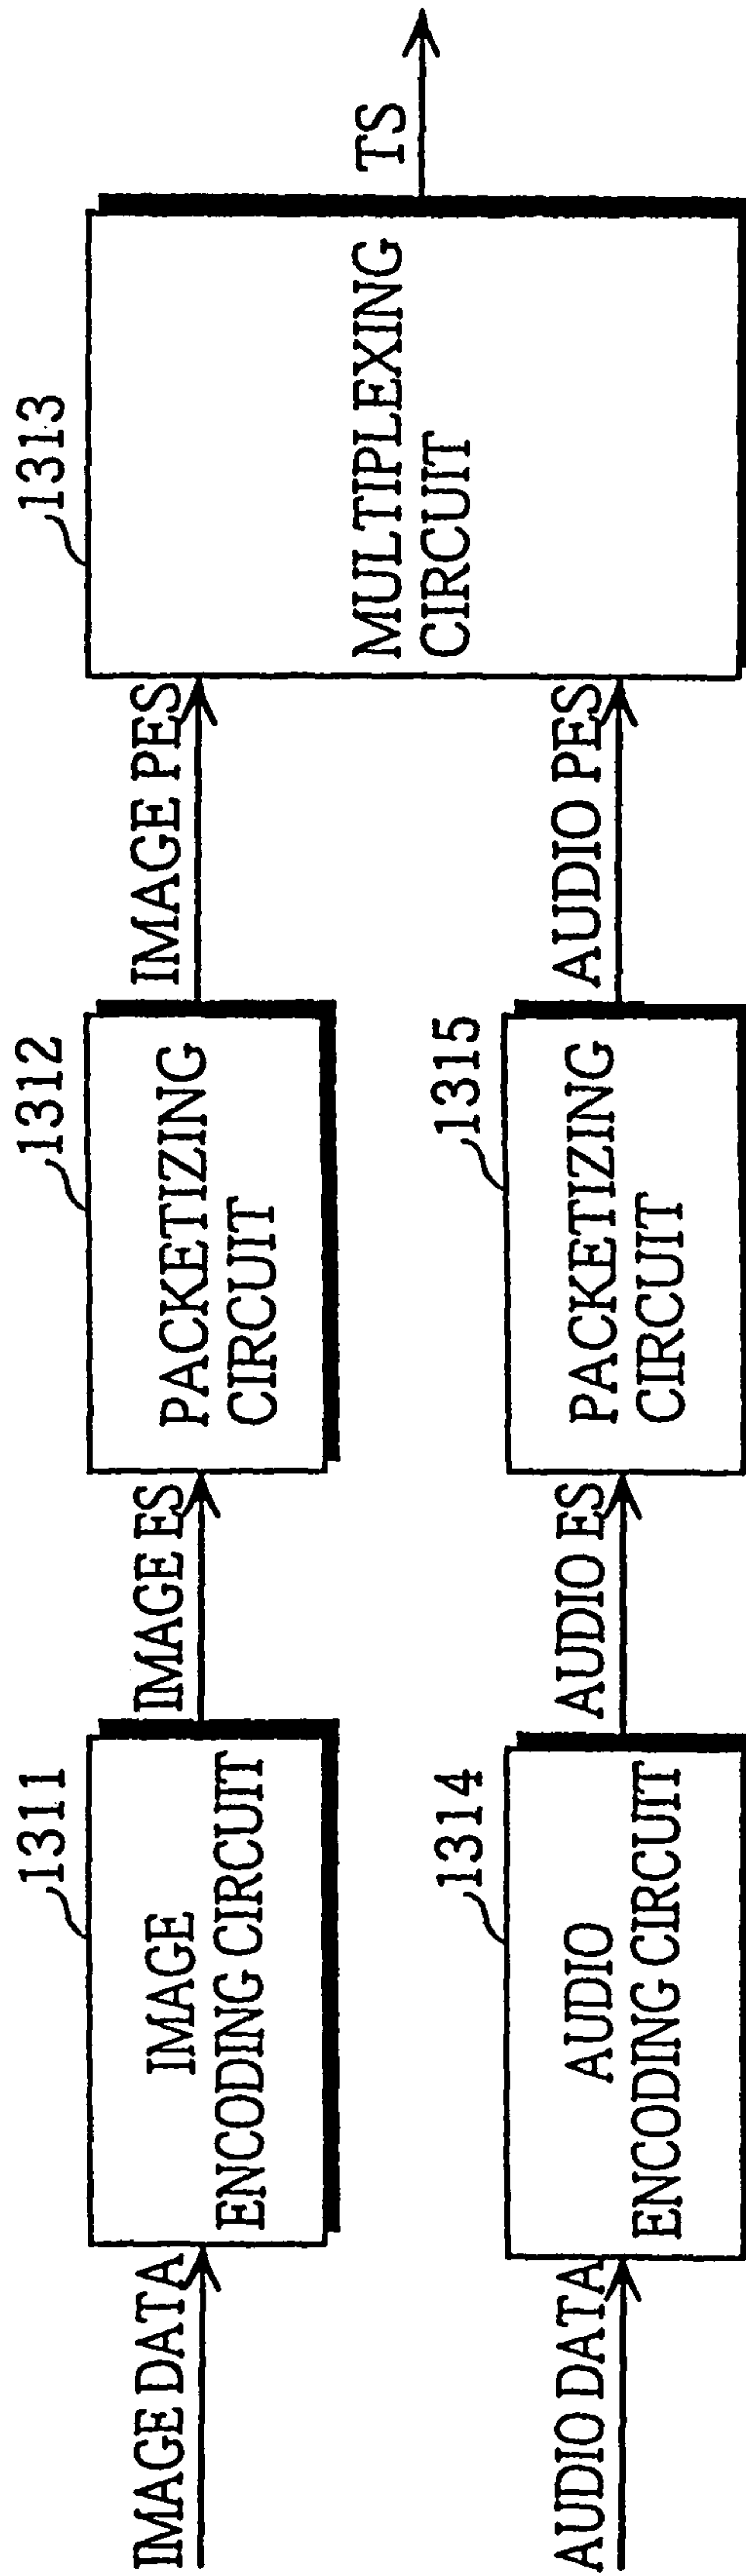 IMAGE DATA
1311
IMAGE
ENCODING CIRCUIT
IMAGE ES
1312
PACKETIZING
CIRCUIT
IMAGE PES
1313
MULTIPLEXING
CIRCUIT
TS
AUDIO DATA
1314
AUDIO
ENCODING CIRCUIT
AUDIO ES
1315
PACKETIZING
CIRCUIT
AUDIO PES